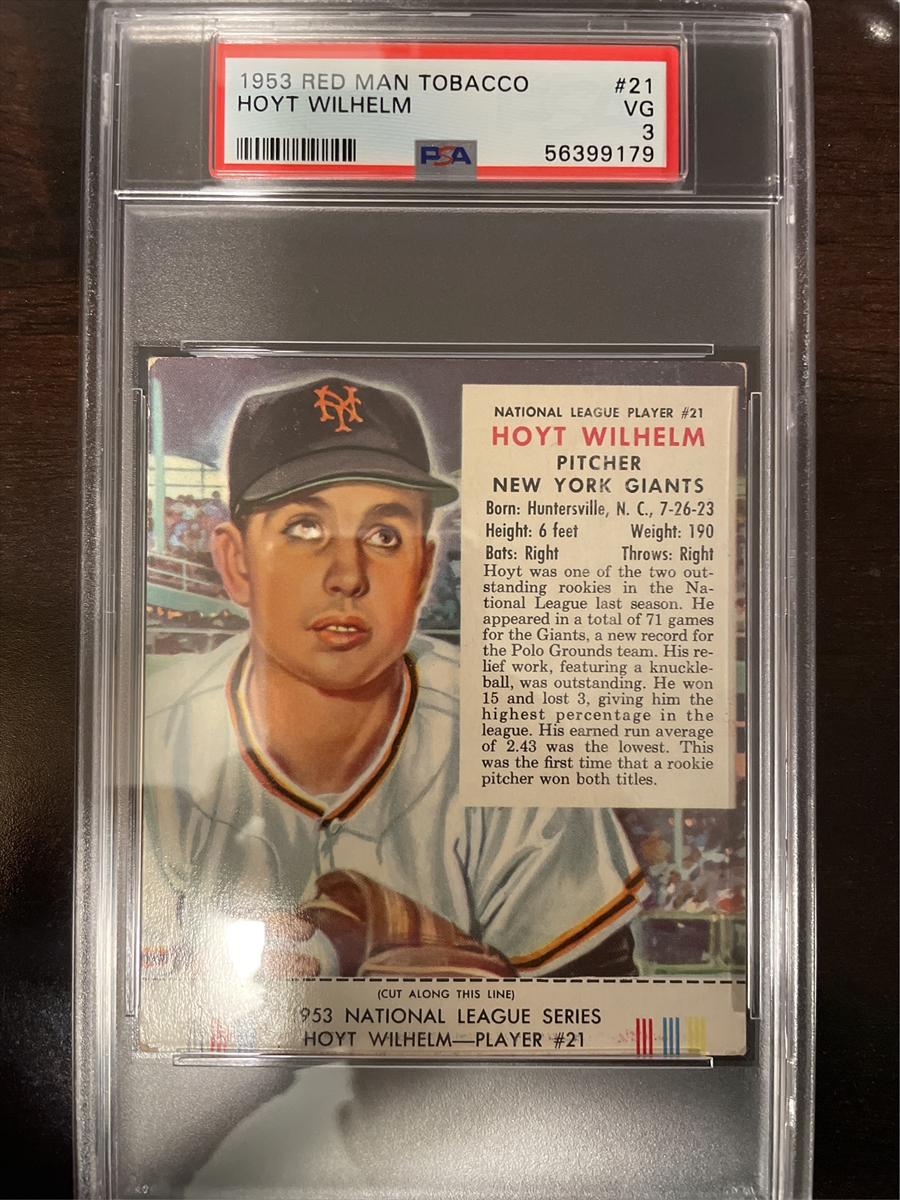 1953 RED MAN TOBACCO #21
HOYT WILHELM VG
3
PSA 56399179
NY
NATIONAL LEAGUE PLAYER #21
HOYT WILHELM
PITCHER
NEW YORK GIANTS
Born: Huntersville, N. C., 7-26-23
Height: 6 feet Weight: 190
Bats: Right Throws: Right
Hoyt was one of the two out-
standing rookies in the Na-
tional League last season. He
appeared in a total of 71 games
for the Giants, a new record for
the Polo Grounds team. His re-
lief work, featuring a knuckle-
ball, was outstanding. He won
15 and lost 3, giving him the
highest percentage in the
league. His earned run average
of 2.43 was the lowest. This
was the first time that a rookie
pitcher won both titles.
(CUT ALONG THIS LINE)
953 NATIONAL LEAGUE SERIES
HOYT WILHELM—PLAYER #21